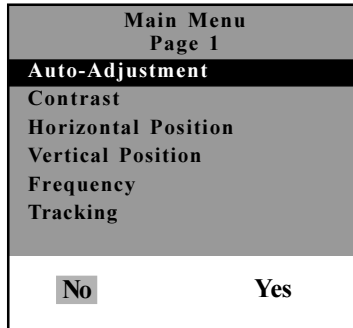 Main Menu
Page 1
Auto-Adjustment
Contrast
Horizontal Position
Vertical Position
Frequency
Tracking
No Yes